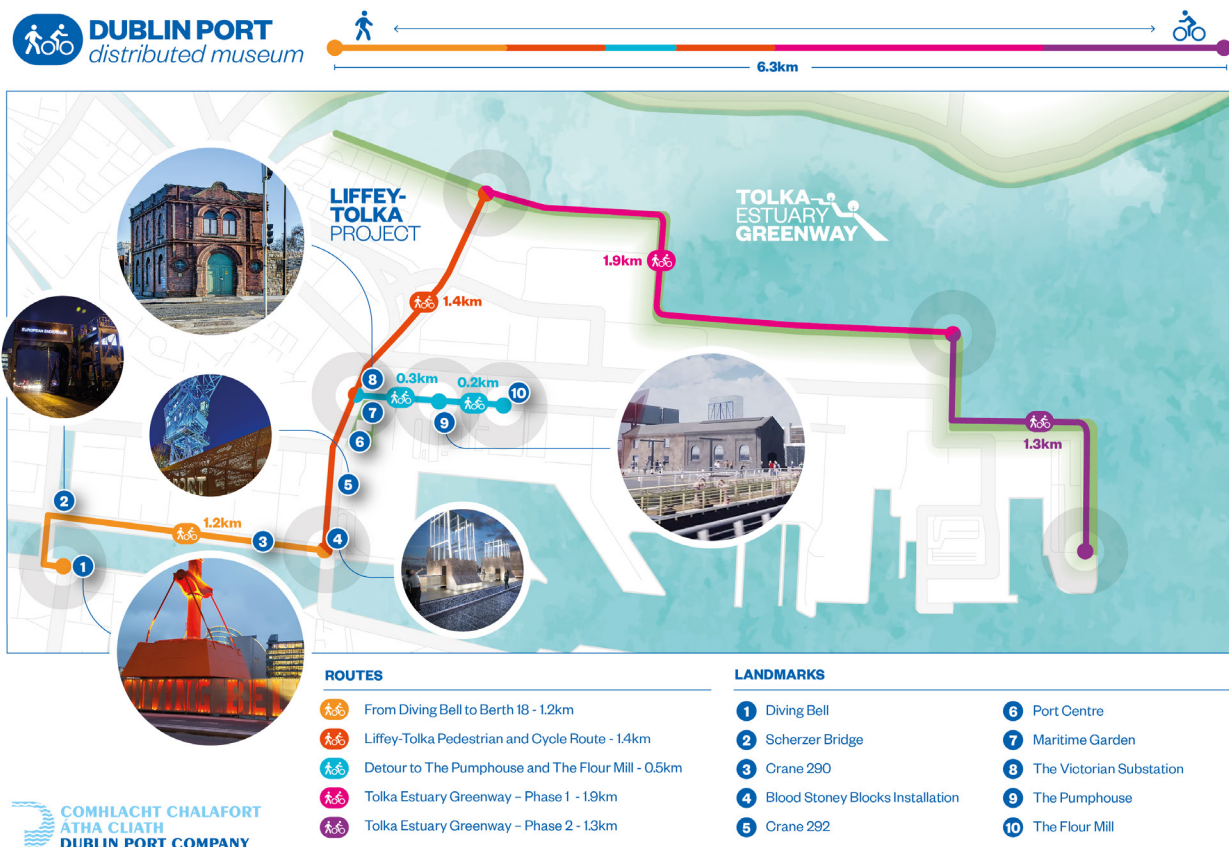 DUBLIN PORT
distributed museum
6.3km
LIFFEY-
TOLKA
PROJECT
TOLKA
ESTUARY
GREENWAY
1.9km
1.4km
EUROPEAN ENDEAVOUR
8
0.3km
0.2km
10
7
9
6
1.3km
5
2
PORT
1.2km
3
4
1
DIVING BEL
ROUTES
From Diving Bell to Berth 18 - 1.2km
Liffey-Tolka Pedestrian and Cycle Route - 1.4km
Detour to The Pumphouse and The Flour Mill - 0.5km
Tolka Estuary Greenway – Phase 1 - 1.9km
Tolka Estuary Greenway – Phase 2 - 1.3km
LANDMARKS
1 Diving Bell
2 Scherzer Bridge
3 Crane 290
4 Blood Stoney Blocks Installation
5 Crane 292
6 Port Centre
7 Maritime Garden
8 The Victorian Substation
9 The Pumphouse
10 The Flour Mill
COMHLACHT CHALAFORT
ÁTHA CLIATH
DUBLIN PORT COMPANY